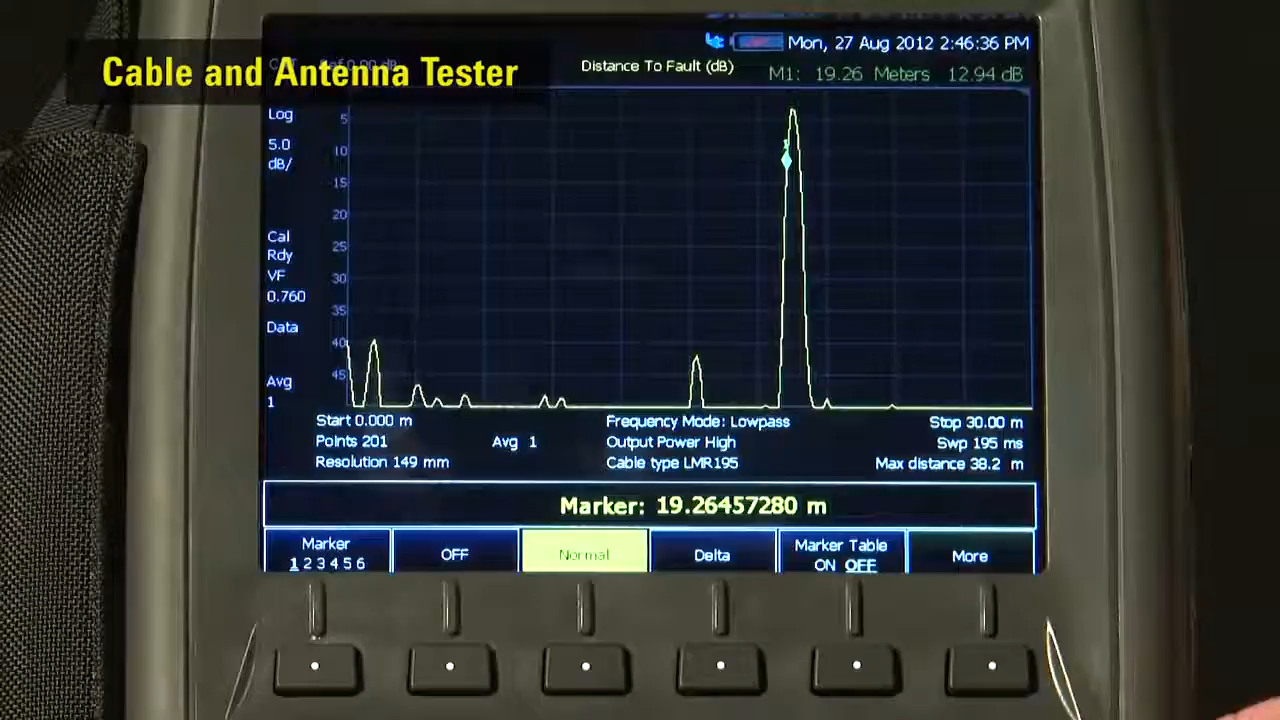 Mon, 27 Aug 2012 2:46:36 PM
Cable and Antenna Tester
Distance To Fault (dB)
M1: 19.26 Meters 12.94 dB
Log
5.0
dB/
Cal
Rdy
VF
0.760
Data
Avg
1
5
10
15
20
25
30
35
40
45
Start 0.000 m
Frequency Mode: Lowpass
Stop 30.00 m
Points 201
Avg 1
Output Power High
Swp 195 ms
Resolution 149 mm
Cable type LMR195
Max distance 38.2 m
Marker: 19.26457280 m
Marker
1 2 3 4 5 6
OFF
Normal
Delta
Marker Table
ON OFF
More